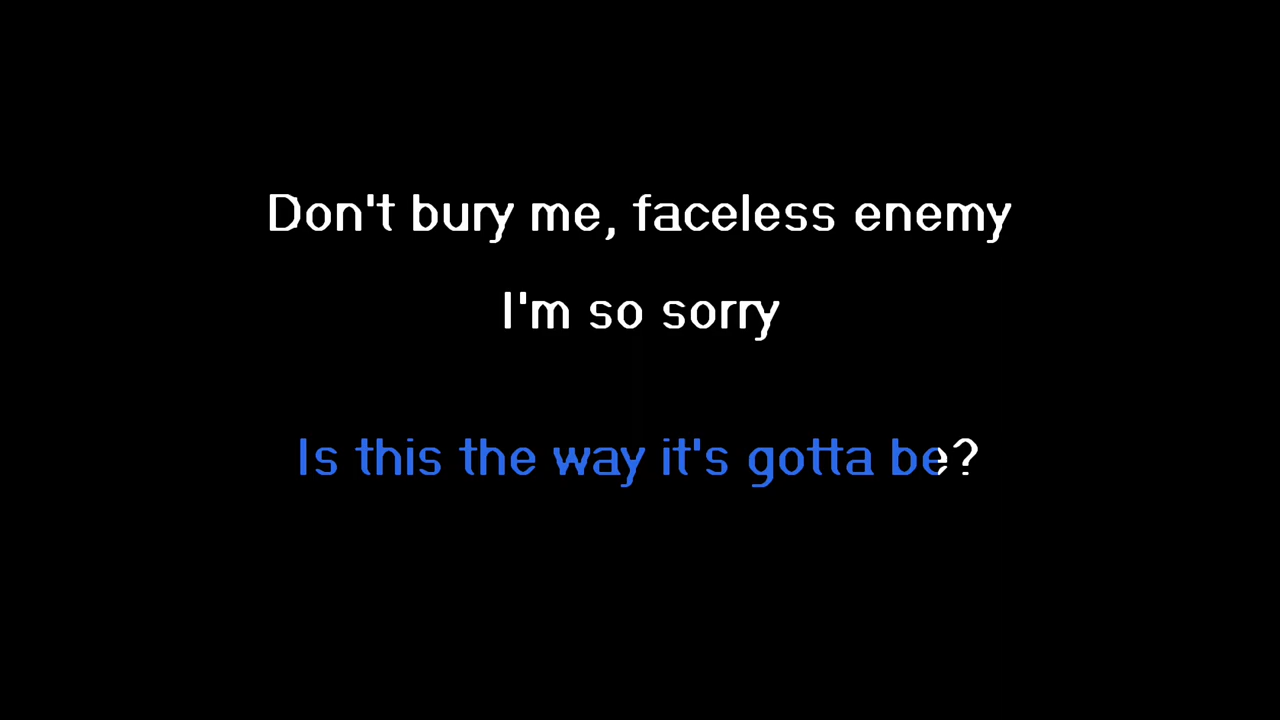 Don't bury me, faceless enemy
I'm so sorry
Is this the way it's gotta be?